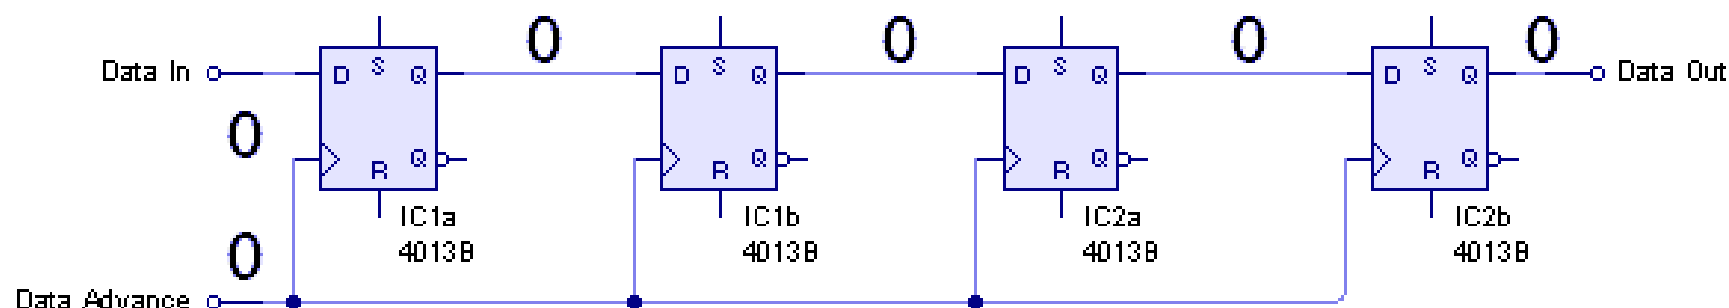 0 0 0 0
Data In D S Q D S Q D S Q D S Q Data Out
0
R Q R Q R Q R Q
IC1a IC1b IC2a IC2b
0 4013B 4013B 4013B 4013B
Data Advance